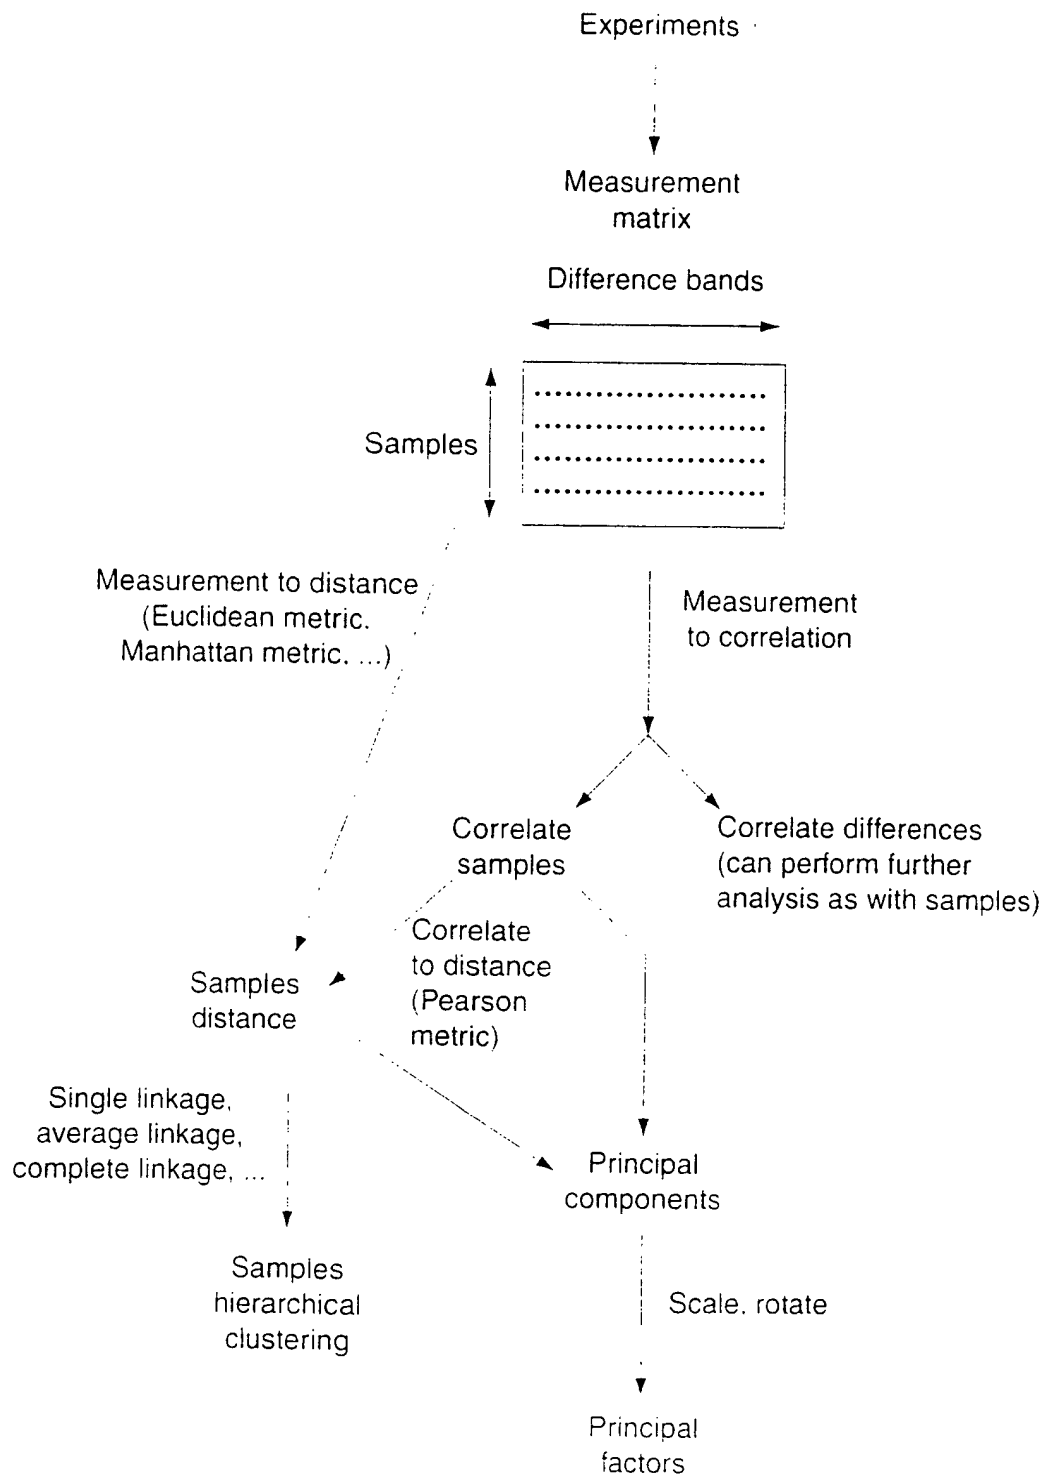 Experiments
Measurement
matrix
Difference bands
Samples
Measurement to distance
(Euclidean metric.
Manhattan metric. ...)
Measurement
to correlation
Correlate
samples
Correlate differences
(can perform further
analysis as with samples)
Correlate
to distance
(Pearson
metric)
Samples
distance
Single linkage,
average linkage,
complete linkage, ...
Principal
components
Samples
hierarchical
clustering
Scale. rotate
Principal
factors